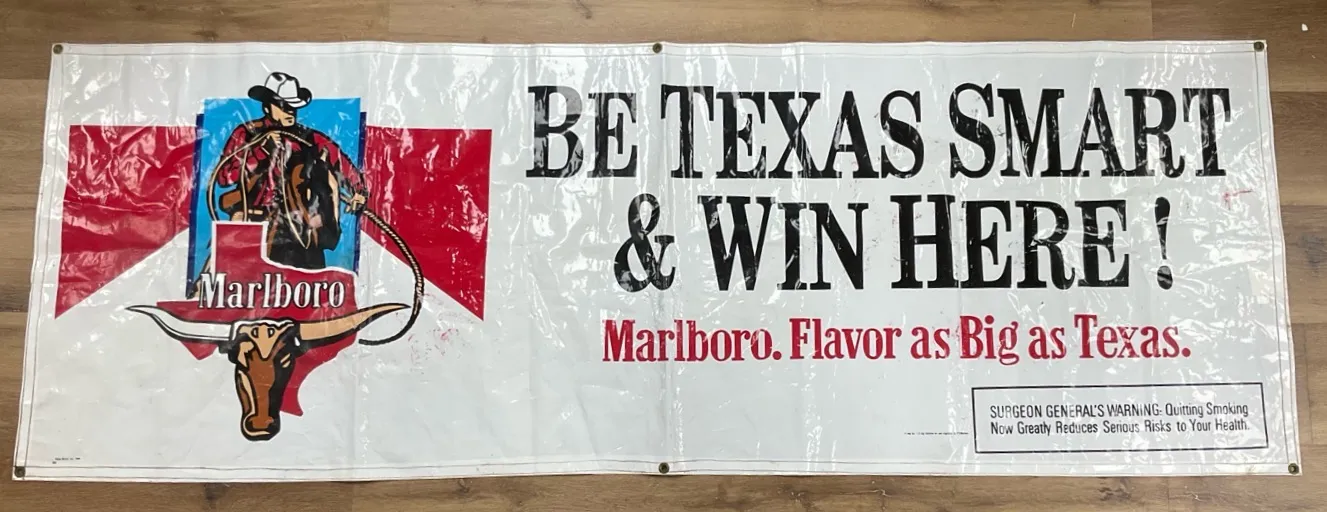 Marlboro
BE TEXAS SMART
& WIN HERE!
Marlboro. Flavor as Big as Texas.
SURGEON GENERAL'S WARNING: Quitting Smoking
Now Greatly Reduces Serious Risks to Your Health.